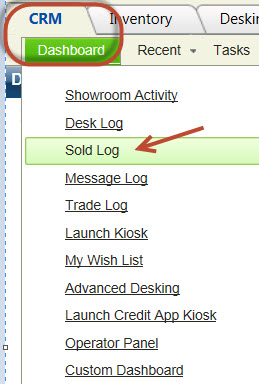 CRM Inventory Deskin
Dashboard Recent Tasks
D
Showroom Activity
Desk Log
Sold Log
Message Log
Trade Log
Launch Kiosk
My Wish List
Advanced Desking
Launch Credit App Kiosk
Operator Panel
Custom Dashboard